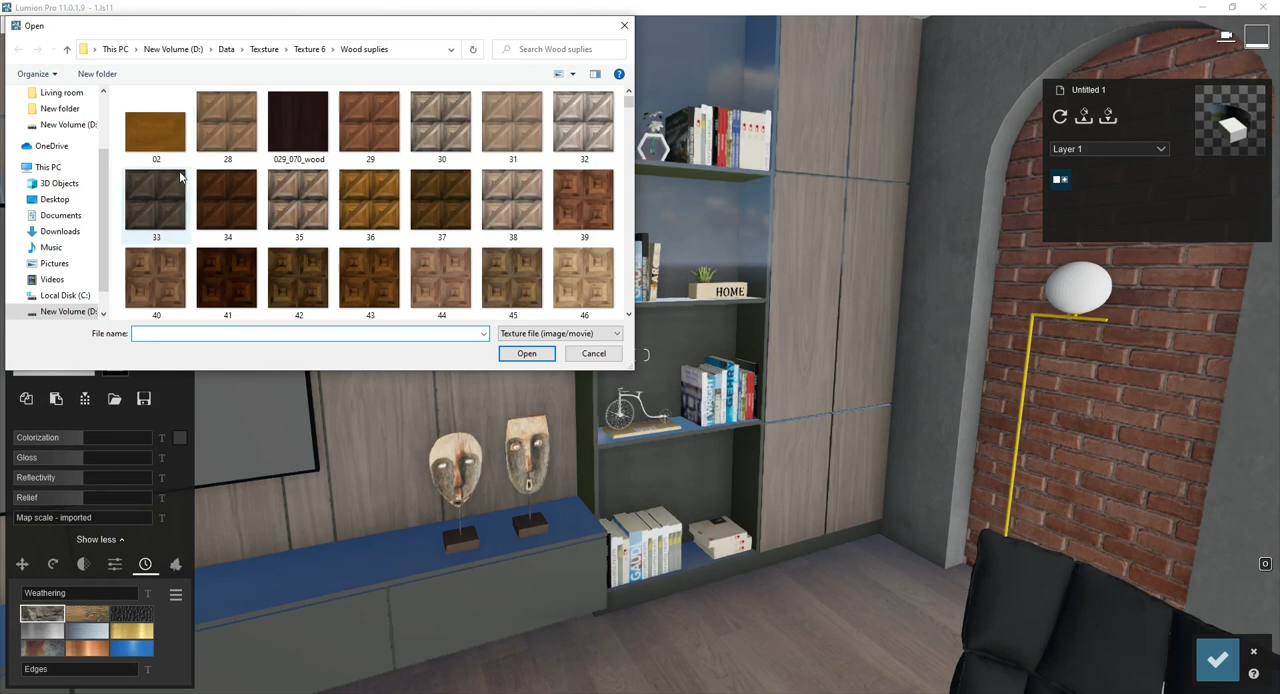 Lumion Pro 11.0.1.9 - 1.ls11
Open
This PC > New Volume (D:) > Data > Texsture > Texture 6 > Wood suplies
Search Wood suplies
Organize
New folder
Living room
New folder
New Volume (D:
OneDrive
This PC
3D Objects
Desktop
Documents
Downloads
Music
Pictures
Videos
Local Disk (C:)
New Volume (D:
02 28 029_070_wood 29 30 31 32
33 34 35 36 37 38 39
40 41 42 43 44 45 46
File name:
Texture file (image/movie)
Open
Cancel
Untitled 1
Layer 1
HOME
GEHRY
GAUDI
Colorization T
Gloss T
Reflectivity T
Relief T
Map scale - imported T
Show less
Weathering T
Edges T